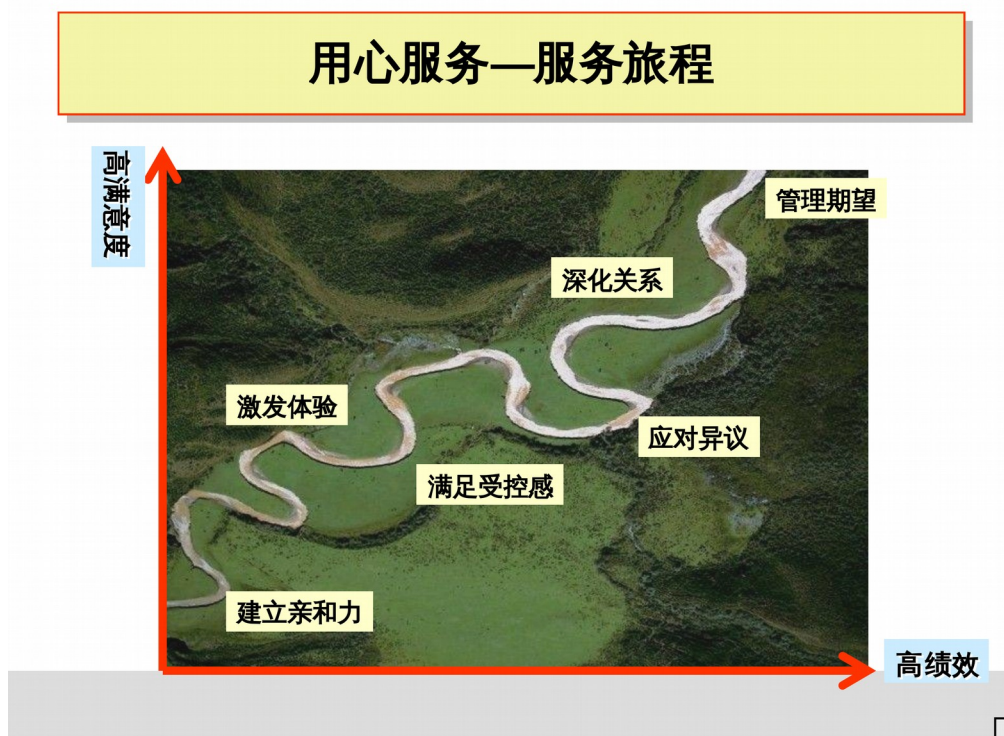 用心服务—服务旅程
高满意度
管理期望
深化关系
激发体验
应对异议
满足受控感
建立亲和力
高绩效